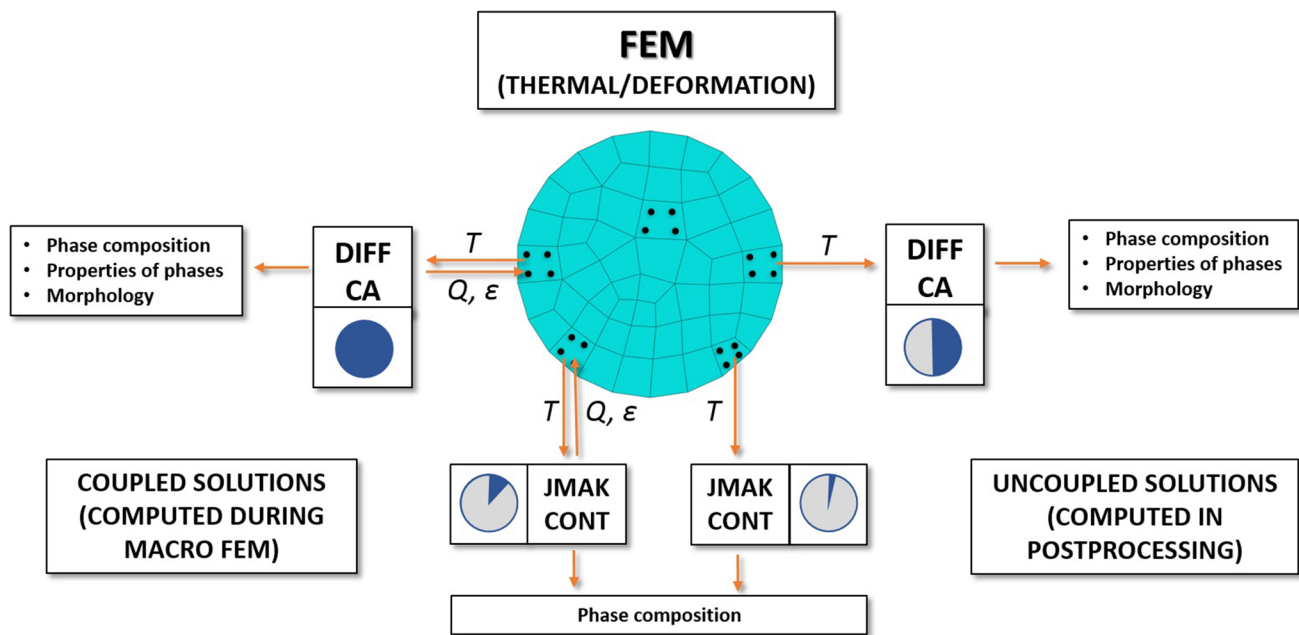 FEM
(THERMAL/DEFORMATION)
• Phase composition
• Properties of phases
• Morphology
DIFF
CA
T
Q, ε
T
DIFF
CA
• Phase composition
• Properties of phases
• Morphology
T
Q, ε
T
COUPLED SOLUTIONS
(COMPUTED DURING
MACRO FEM)
JMAK
CONT
JMAK
CONT
UNCOUPLED SOLUTIONS
(COMPUTED IN
POSTPROCESSING)
Phase composition